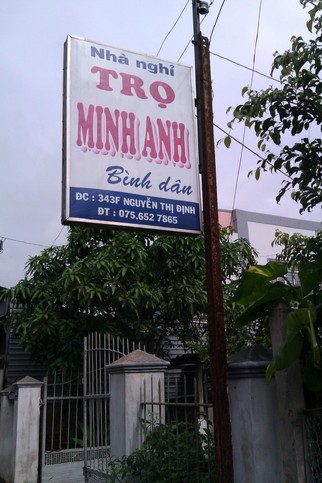 Nhà nghỉ
TRỌ
MINH ANH
Bình dân
ĐC : 343F NGUYỄN THỊ ĐỊNH
ĐT : 075.652 7865